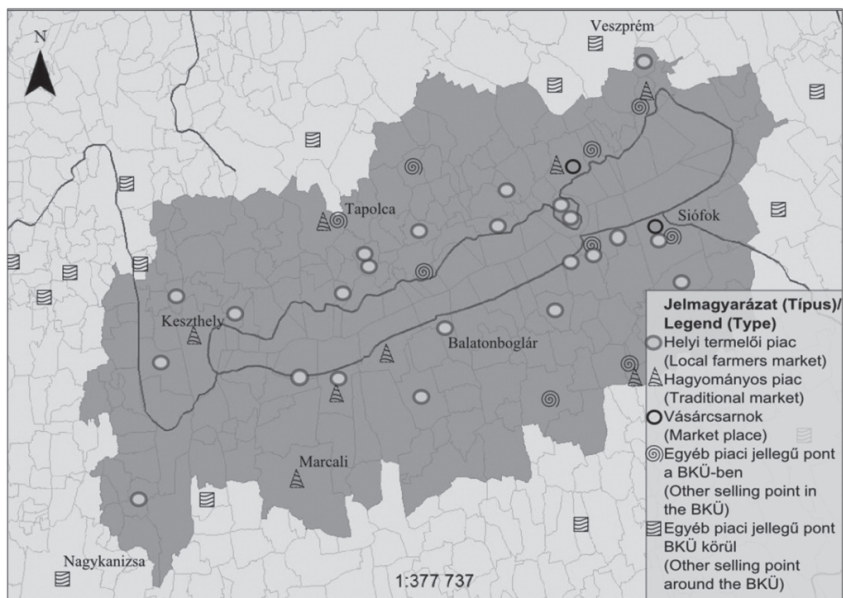 Veszprém
N
Tapolca
Siófok
Keszthely
Balatonboglár
Marcali
Nagykanizsa
1:377 737
Jelmagyarázat (Típus)/
Legend (Type)
Helyi termelői piac
(Local farmers market)
Hagyományos piac
(Traditional market)
Vásárcsarnok
(Market place)
Egyéb piaci jellegű pont
a BKÜ-ben
(Other selling point in
the BKÜ)
Egyéb piaci jellegű pont
BKÜ körül
(Other selling point
around the BKÜ)